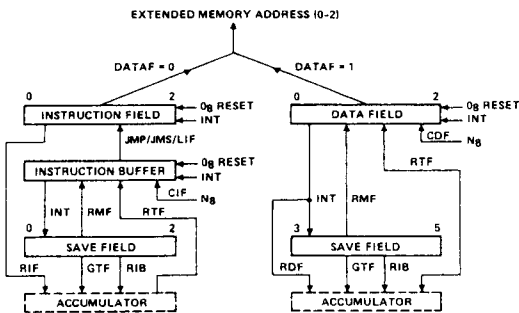 EXTENDED MEMORY ADDRESS (0-2)
DATAF = 0 DATAF = 1
0 2 0 2
INSTRUCTION FIELD 0₈ RESET DATA FIELD 0₈ RESET
INT INT
JMP/JMS/LIF CDF
INSTRUCTION BUFFER 0₈ RESET RTF N₈
INT
CIF
INT RMF RTF N₈ INT RMF
0 2 3 5
SAVE FIELD SAVE FIELD
RIF GTF RIB RDF GTF RIB
ACCUMULATOR ACCUMULATOR